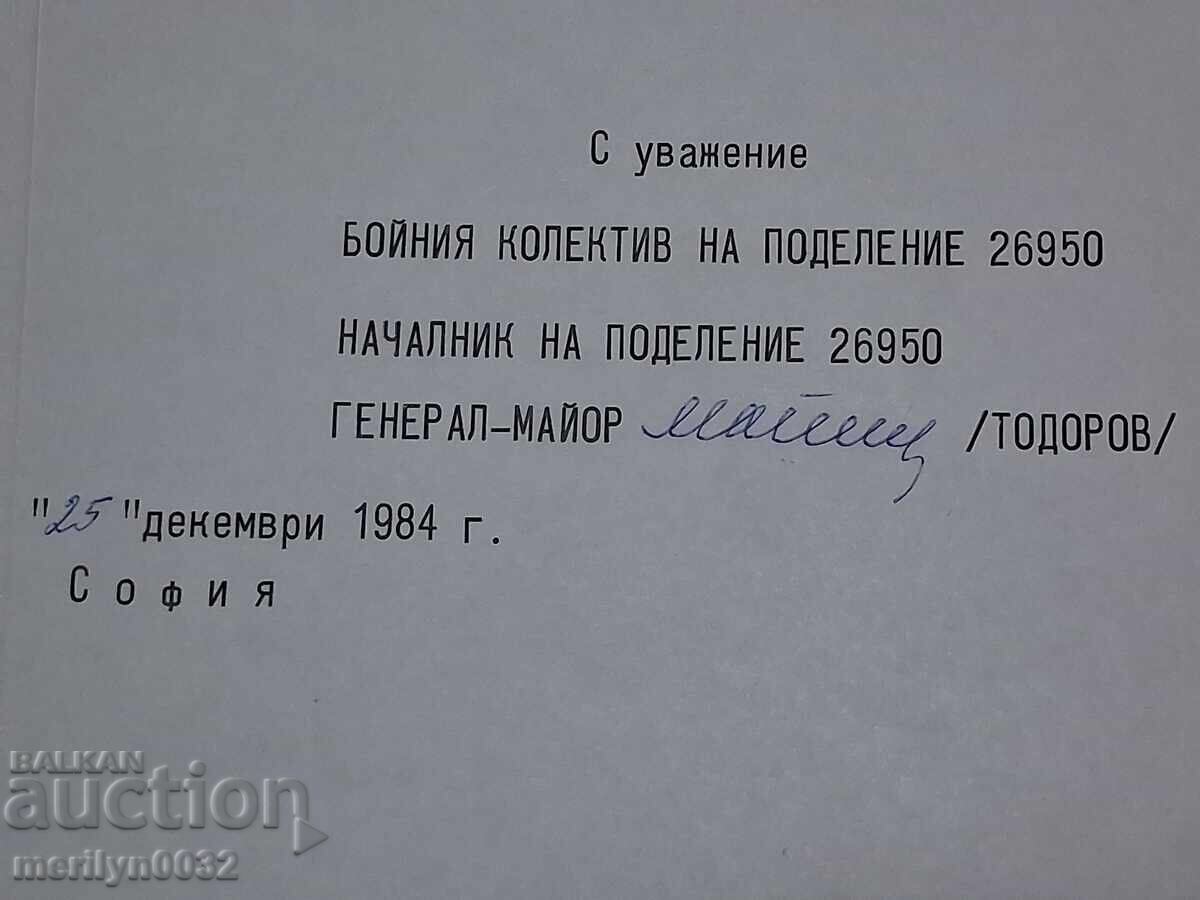 С уважение
БОЙНИЯ КОЛЕКТИВ НА ПОДЕЛЕНИЕ 26950
НАЧАЛНИК НА ПОДЕЛЕНИЕ 26950
ГЕНЕРАЛ-МАЙОР /ТОДОРОВ/
"25"декември 1984 г.
София
BALKAN
auction
merilyn0032